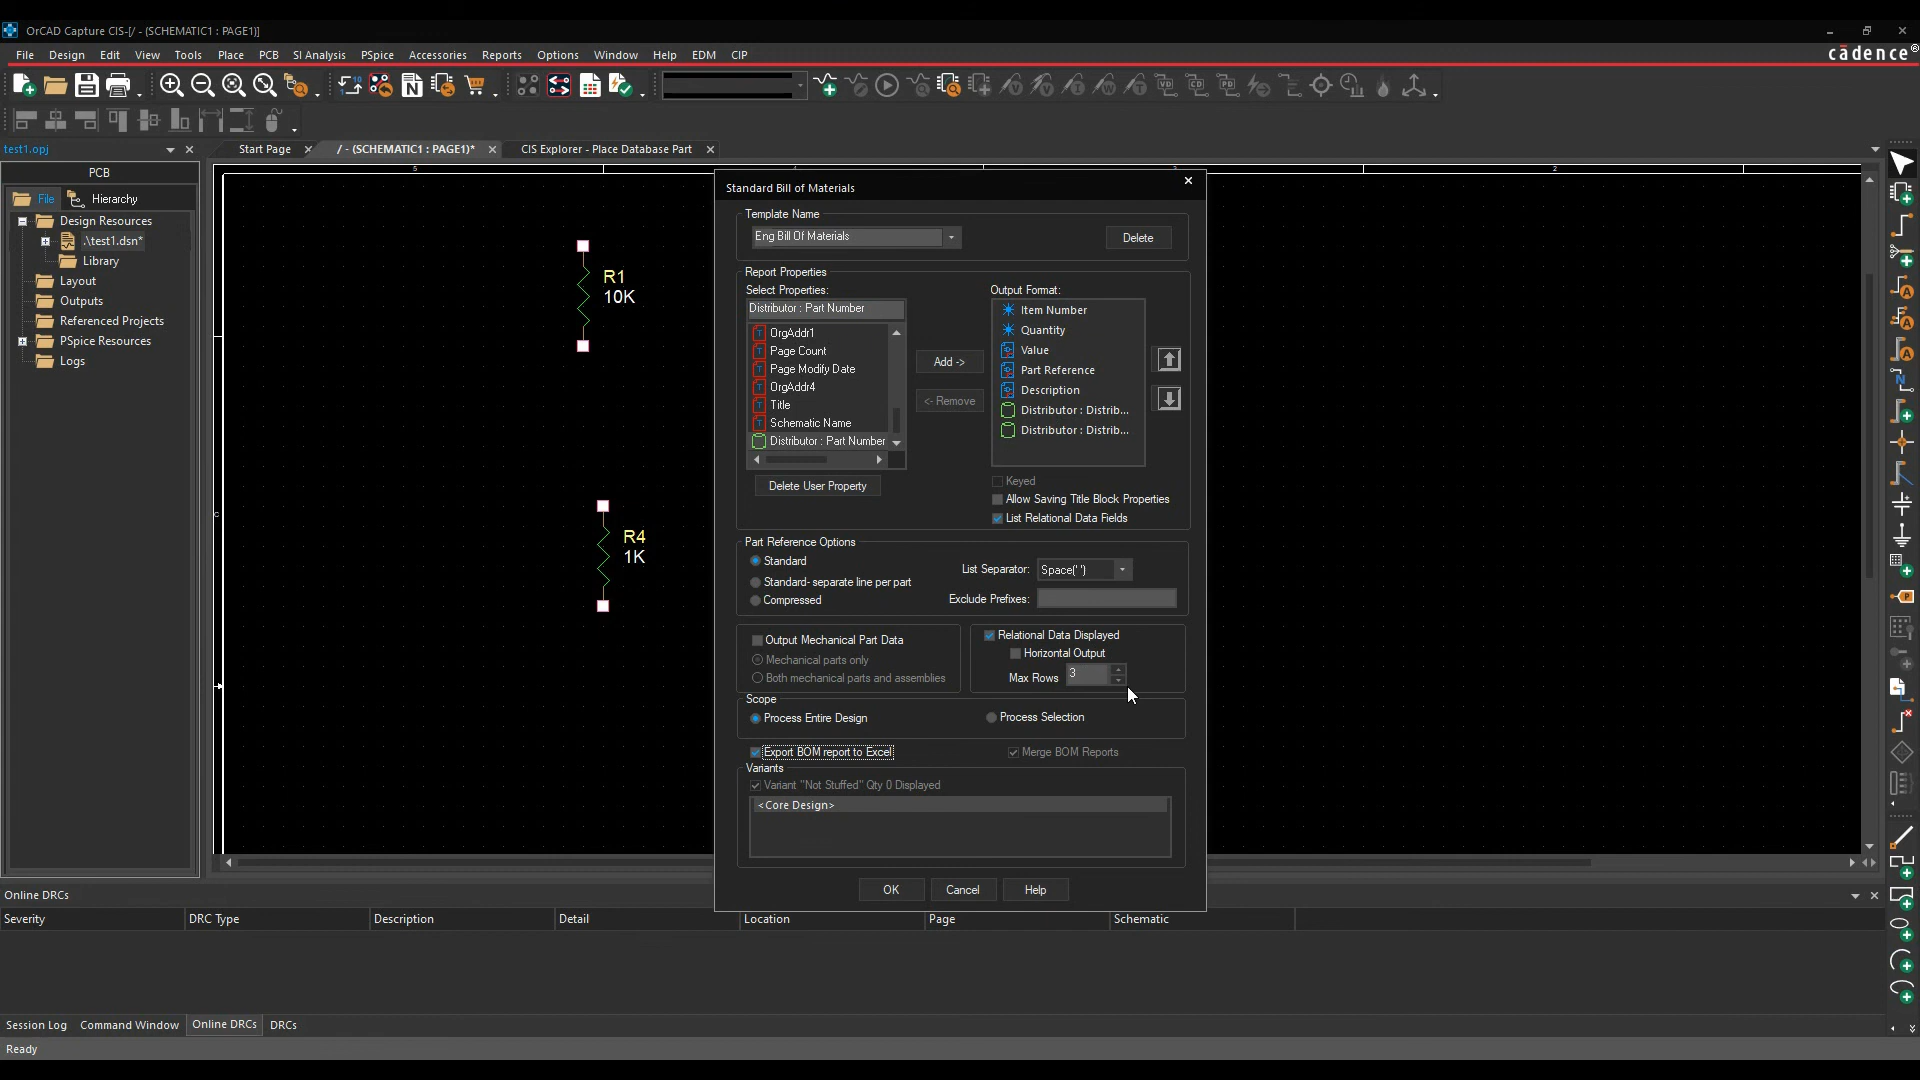 OrCAD Capture CIS-[/ - (SCHEMATIC1 : PAGE1)]
File Design Edit View Tools Place PCB SI Analysis PSpice Accessories Reports Options Window Help EDM CIP
cādence®
test1.opj
Start Page
/ - (SCHEMATIC1 : PAGE1)*
CIS Explorer - Place Database Part
PCB
File Hierarchy
Design Resources
.\test1.dsn*
Library
Layout
Outputs
Referenced Projects
PSpice Resources
Logs
R1
10K
R4
1K
Standard Bill of Materials
Template Name
Eng Bill Of Materials
Delete
Report Properties
Select Properties:
Distributor : Part Number
OrgAddr1
Page Count
Page Modify Date
OrgAddr4
Title
Schematic Name
Distributor : Part Number
Delete User Property
Add ->
<- Remove
Output Format:
Item Number
Quantity
Value
Part Reference
Description
Distributor : Distrib...
Distributor : Distrib...
Keyed
Allow Saving Title Block Properties
List Relational Data Fields
Part Reference Options
Standard
Standard- separate line per part
Compressed
List Separator: Space(' ')
Exclude Prefixes:
Output Mechanical Part Data
Mechanical parts only
Both mechanical parts and assemblies
Relational Data Displayed
Horizontal Output
Max Rows 3
Scope
Process Entire Design
Process Selection
Export BOM report to Excel
Merge BOM Reports
Variants
Variant "Not Stuffed" Qty 0 Displayed
<Core Design>
OK Cancel Help
Online DRCs
Severity DRC Type Description Detail Location Page Schematic
Session Log Command Window Online DRCs DRCs
Ready